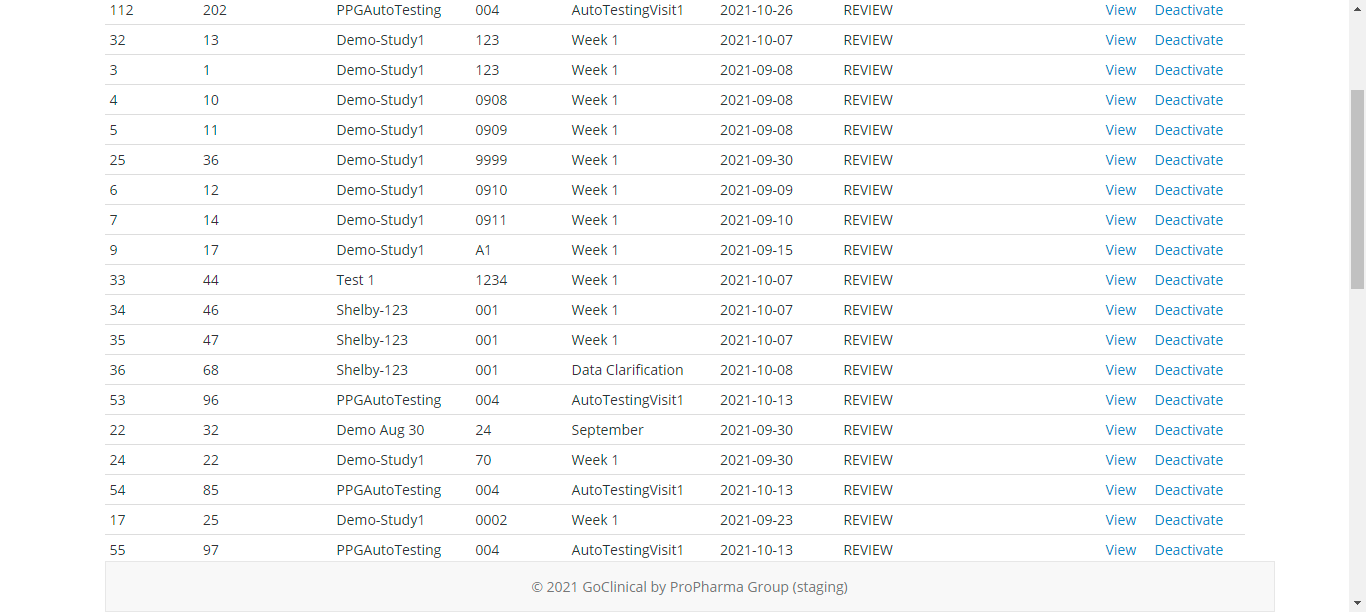 112 202 PPGAutoTesting 004 AutoTestingVisit1 2021-10-26 REVIEW View Deactivate
32 13 Demo-Study1 123 Week 1 2021-10-07 REVIEW View Deactivate
3 1 Demo-Study1 123 Week 1 2021-09-08 REVIEW View Deactivate
4 10 Demo-Study1 0908 Week 1 2021-09-08 REVIEW View Deactivate
5 11 Demo-Study1 0909 Week 1 2021-09-08 REVIEW View Deactivate
25 36 Demo-Study1 9999 Week 1 2021-09-30 REVIEW View Deactivate
6 12 Demo-Study1 0910 Week 1 2021-09-09 REVIEW View Deactivate
7 14 Demo-Study1 0911 Week 1 2021-09-10 REVIEW View Deactivate
9 17 Demo-Study1 A1 Week 1 2021-09-15 REVIEW View Deactivate
33 44 Test 1 1234 Week 1 2021-10-07 REVIEW View Deactivate
34 46 Shelby-123 001 Week 1 2021-10-07 REVIEW View Deactivate
35 47 Shelby-123 001 Week 1 2021-10-07 REVIEW View Deactivate
36 68 Shelby-123 001 Data Clarification 2021-10-08 REVIEW View Deactivate
53 96 PPGAutoTesting 004 AutoTestingVisit1 2021-10-13 REVIEW View Deactivate
22 32 Demo Aug 30 24 September 2021-09-30 REVIEW View Deactivate
24 22 Demo-Study1 70 Week 1 2021-09-30 REVIEW View Deactivate
54 85 PPGAutoTesting 004 AutoTestingVisit1 2021-10-13 REVIEW View Deactivate
17 25 Demo-Study1 0002 Week 1 2021-09-23 REVIEW View Deactivate
55 97 PPGAutoTesting 004 AutoTestingVisit1 2021-10-13 REVIEW View Deactivate
© 2021 GoClinical by ProPharma Group (staging)